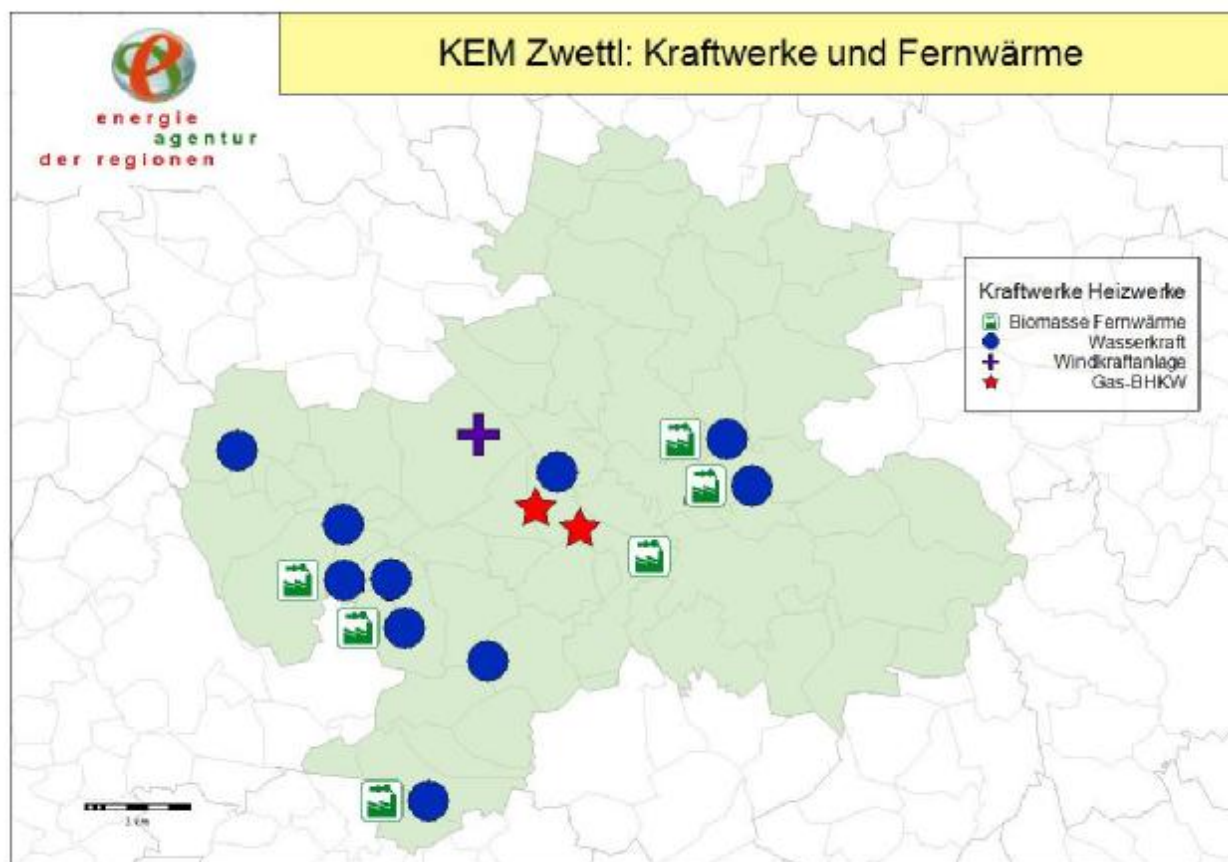 KEM Zwettl: Kraftwerke und Fernwärme
energie
agentur
der regionen
Kraftwerke Heizwerke
Biomasse Fernwärme
Wasserkraft
Windkraftanlage
Gas-BHKW